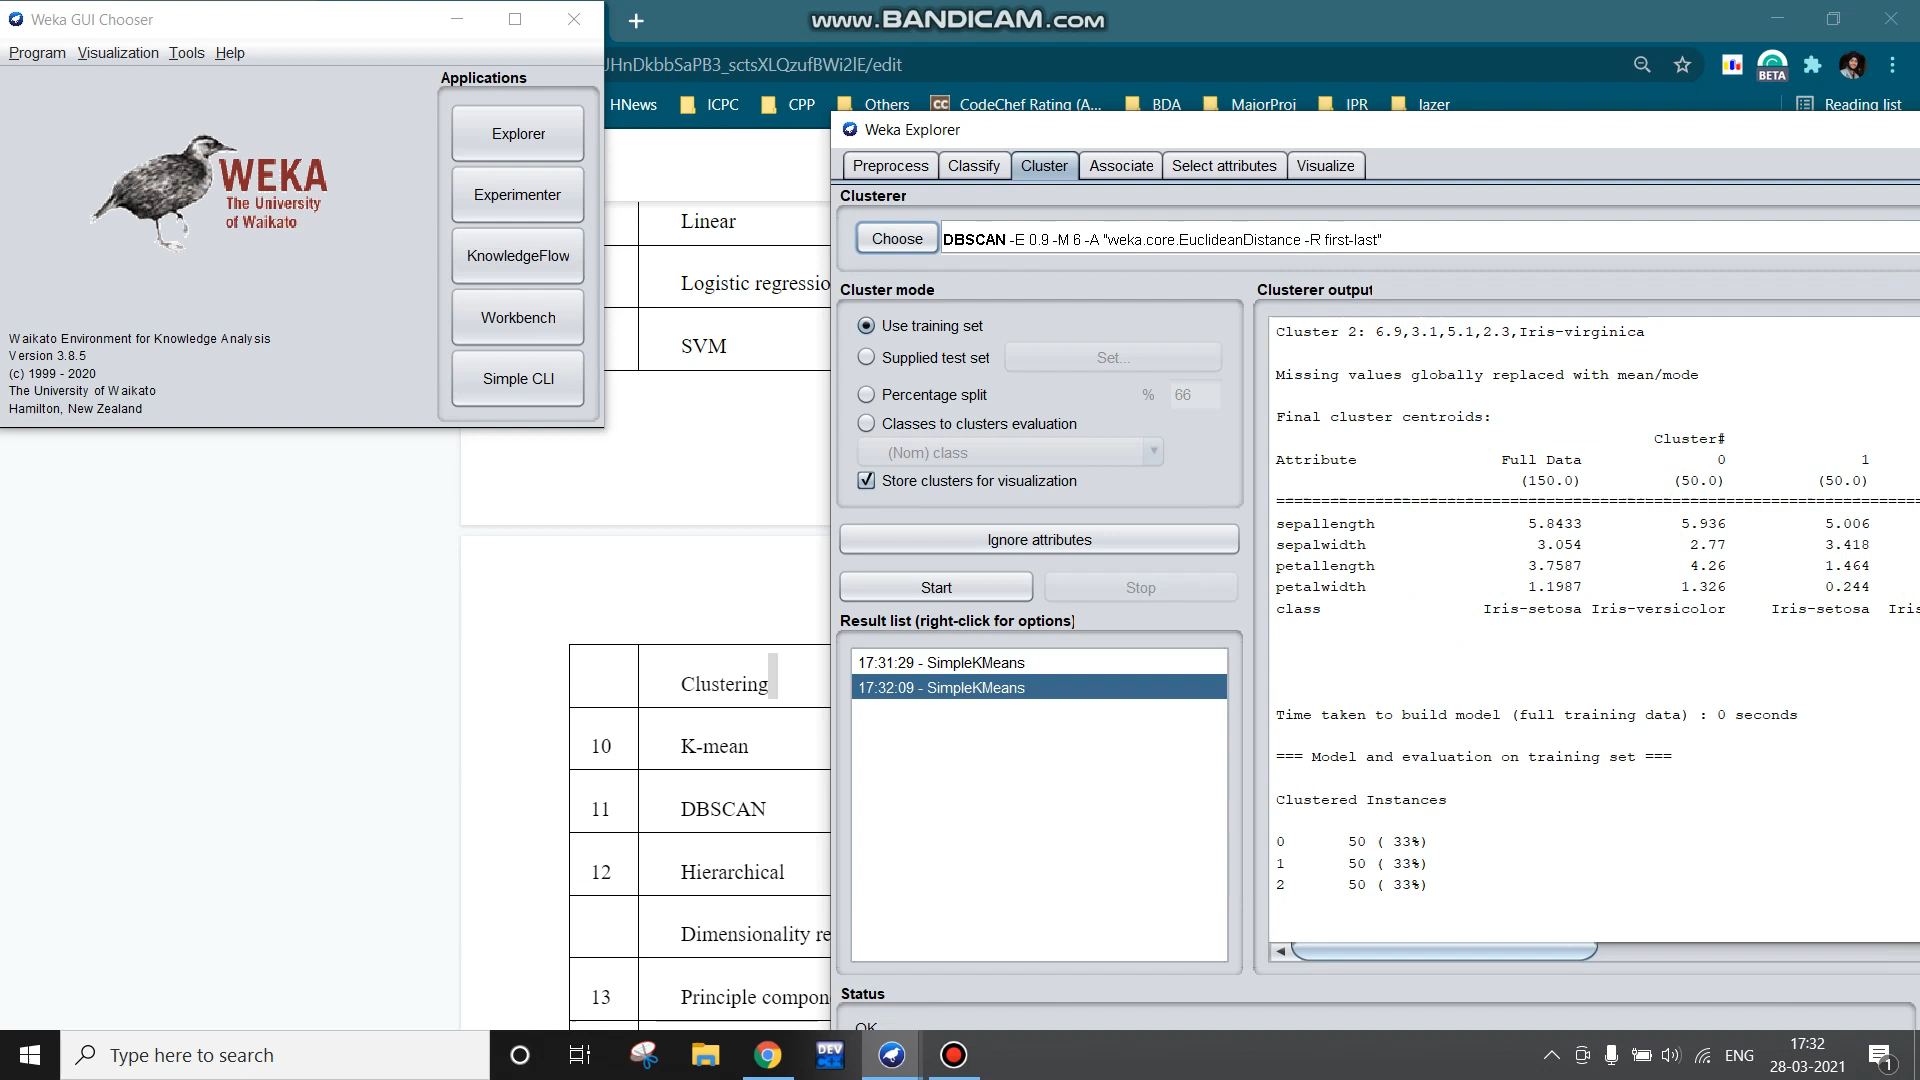 Weka GUI Chooser
www.BANDICAM.com
Program Visualization Tools Help
JHnDkbbSaPB3_sctsXLQzufBWi2lE/edit
BETA
HNews ICPC CPP Others CC CodeChef Rating (A... BDA MajorProj IPR lazer Reading list
Applications
Explorer
Experimenter
KnowledgeFlow
Workbench
Simple CLI
WEKA
The University
of Waikato
Waikato Environment for Knowledge Analysis
Version 3.8.5
(c) 1999 - 2020
The University of Waikato
Hamilton, New Zealand
Linear
Logistic regressio
SVM
Clustering
10 K-mean
11 DBSCAN
12 Hierarchical
Dimensionality re
13 Principle compon
Weka Explorer
Preprocess Classify Cluster Associate Select attributes Visualize
Clusterer
Choose DBSCAN -E 0.9 -M 6 -A "weka.core.EuclideanDistance -R first-last"
Cluster mode
Use training set
Supplied test set Set...
Percentage split % 66
Classes to clusters evaluation
(Nom) class
Store clusters for visualization
Ignore attributes
Start Stop
Result list (right-click for options)
17:31:29 - SimpleKMeans
17:32:09 - SimpleKMeans
Clusterer output
Cluster 2: 6.9,3.1,5.1,2.3,Iris-virginica
Missing values globally replaced with mean/mode
Final cluster centroids:
Cluster#
Attribute Full Data 0 1
(150.0) (50.0) (50.0)
==========================================================================
sepallength 5.8433 5.936 5.006
sepalwidth 3.054 2.77 3.418
petallength 3.7587 4.26 1.464
petalwidth 1.1987 1.326 0.244
class Iris-setosa Iris-versicolor Iris-setosa Iris
Time taken to build model (full training data) : 0 seconds
=== Model and evaluation on training set ===
Clustered Instances
0 50 ( 33%)
1 50 ( 33%)
2 50 ( 33%)
Status
OK
Type here to search
DEV
ENG
17:32
28-03-2021
1